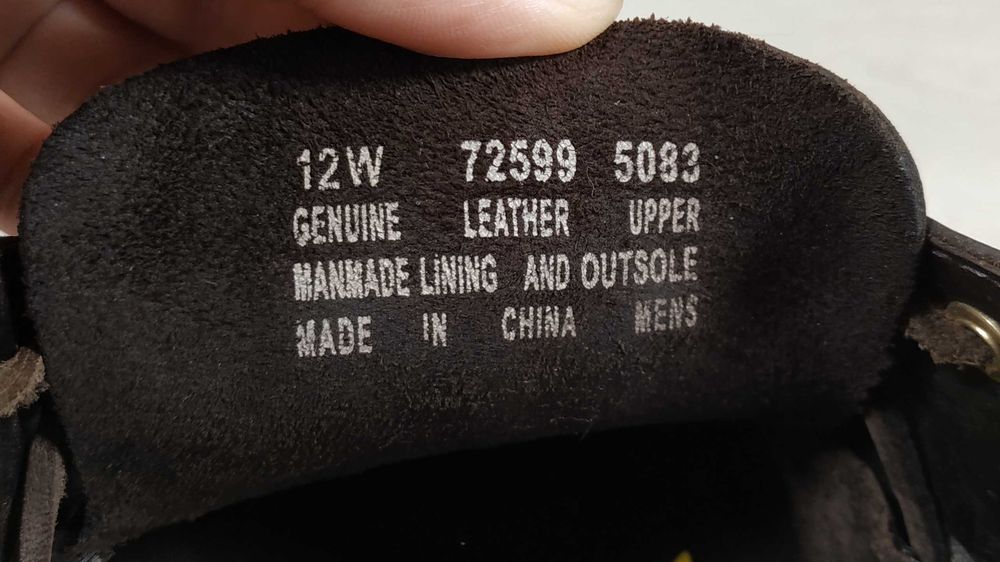 12W 72599 5083
GENUINE LEATHER UPPER
MANMADE LiNING AND OUTSOLE
MADE IN CHINA MENS